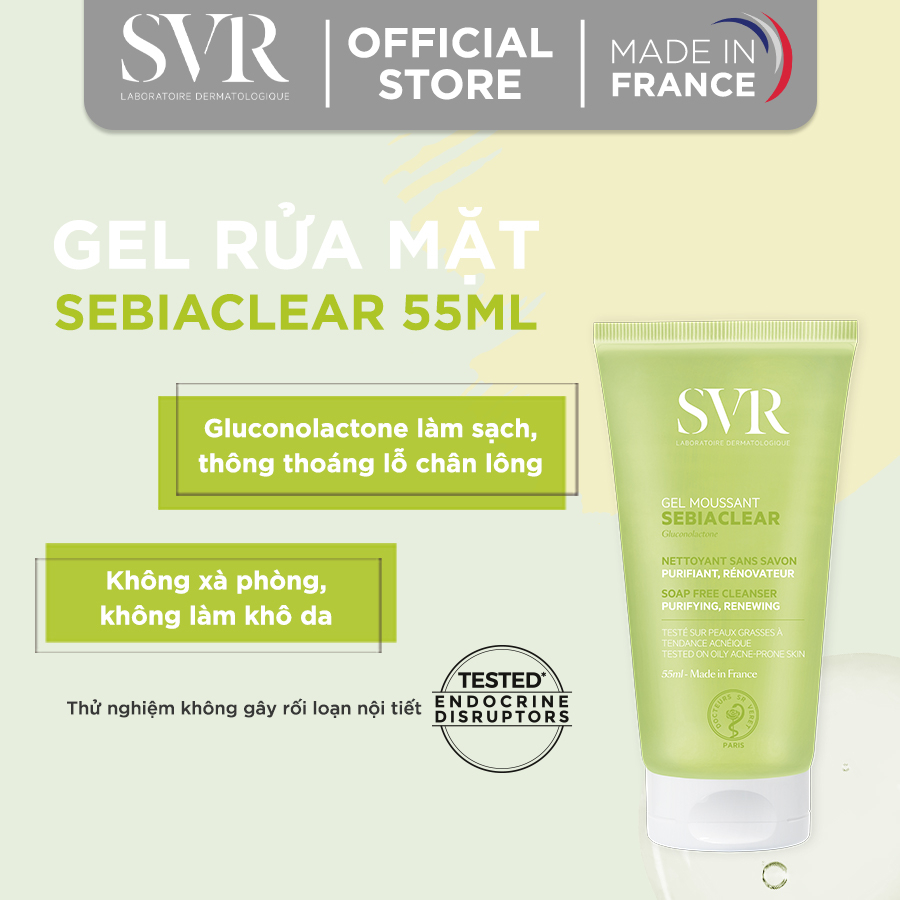 SVR
LABORATOIRE DERMATOLOGIQUE
OFFICIAL
STORE
MADE IN
FRANCE
GEL RỬA MẶT
SEBIACLEAR 55ML
Gluconolactone làm sạch,
thông thoáng lỗ chân lông
Không xà phòng,
không làm khô da
Thử nghiệm không gây rối loạn nội tiết
TESTED*
ENDOCRINE
DISRUPTORS
SVR
LABORATOIRE DERMATOLOGIQUE
GEL MOUSSANT
SEBIACLEAR
Gluconolactone
NETTOYANT SANS SAVON
PURIFIANT, RÉNOVATEUR
SOAP FREE CLEANSER
PURIFYING, RENEWING
TESTÉ SUR PEAUX GRASSES À
TENDANCE ACNÉIQUE
TESTED ON OILY ACNE-PRONE SKIN
55ml - Made in France
DOCTEURS SR VERET
PARIS